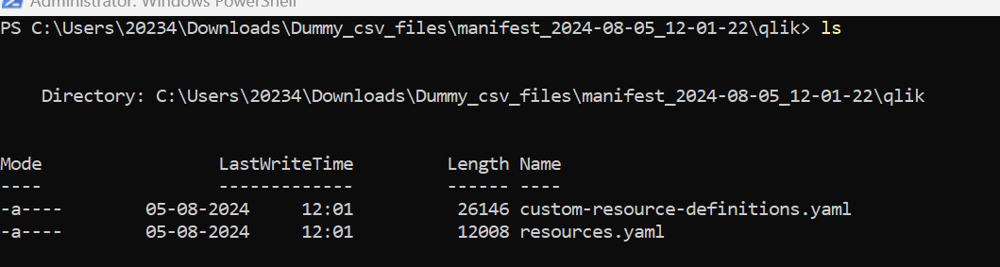 Administrator: Windows PowerShell
PS C:\Users\20234\Downloads\Dummy_csv_files\manifest_2024-08-05_12-01-22\qlik> ls
Directory: C:\Users\20234\Downloads\Dummy_csv_files\manifest_2024-08-05_12-01-22\qlik
Mode                 LastWriteTime         Length Name
----                 -------------         ------ ----
-a----        05-08-2024     12:01          26146 custom-resource-definitions.yaml
-a----        05-08-2024     12:01          12008 resources.yaml